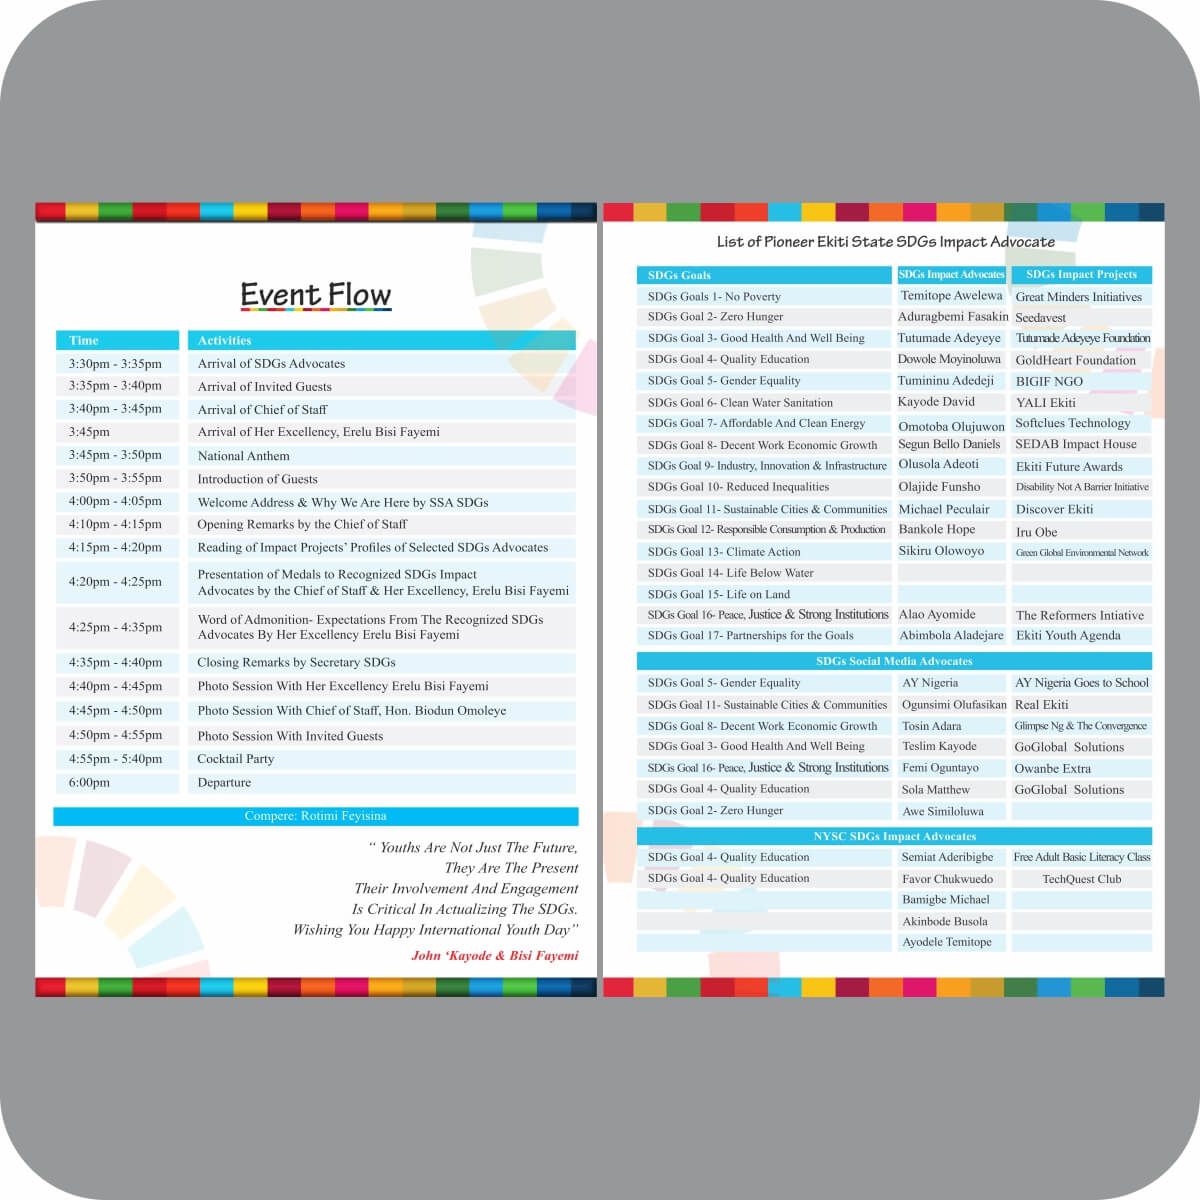 Event Flow
Time Activities
3:30pm - 3:35pm Arrival of SDGs Advocates
3:35pm - 3:40pm Arrival of Invited Guests
3:40pm - 3:45pm Arrival of Chief of Staff
3:45pm Arrival of Her Excellency, Erelu Bisi Fayemi
3:45pm - 3:50pm National Anthem
3:50pm - 3:55pm Introduction of Guests
4:00pm - 4:05pm Welcome Address & Why We Are Here by SSA SDGs
4:10pm - 4:15pm Opening Remarks by the Chief of Staff
4:15pm - 4:20pm Reading of Impact Projects' Profiles of Selected SDGs Advocates
4:20pm - 4:25pm Presentation of Medals to Recognized SDGs Impact
Advocates by the Chief of Staff & Her Excellency, Erelu Bisi Fayemi
4:25pm - 4:35pm Word of Admonition- Expectations From The Recognized SDGs
Advocates By Her Excellency Erelu Bisi Fayemi
4:35pm - 4:40pm Closing Remarks by Secretary SDGs
4:40pm - 4:45pm Photo Session With Her Excellency Erelu Bisi Fayemi
4:45pm - 4:50pm Photo Session With Chief of Staff, Hon. Biodun Omoleye
4:50pm - 4:55pm Photo Session With Invited Guests
4:55pm - 5:40pm Cocktail Party
6:00pm Departure
Compere: Rotimi Feyisina
“ Youths Are Not Just The Future,
They Are The Present
Their Involvement And Engagement
Is Critical In Actualizing The SDGs.
Wishing You Happy International Youth Day”
John ‘Kayode & Bisi Fayemi
List of Pioneer Ekiti State SDGs Impact Advocate
SDGs Goals SDGs Impact Advocates SDGs Impact Projects
SDGs Goals 1- No Poverty Temitope Awelewa Great Minders Initiatives
SDGs Goal 2- Zero Hunger Aduragbemi Fasakin Seedavest
SDGs Goal 3- Good Health And Well Being Tutumade Adeyeye Tutumade Adeyeye Foundation
SDGs Goal 4- Quality Education Dowole Moyinoluwa GoldHeart Foundation
SDGs Goal 5- Gender Equality Tumininu Adedeji BIGIF NGO
SDGs Goal 6- Clean Water Sanitation Kayode David YALI Ekiti
SDGs Goal 7- Affordable And Clean Energy Omotoba Olujuwon Softclues Technology
SDGs Goal 8- Decent Work Economic Growth Segun Bello Daniels SEDAB Impact House
SDGs Goal 9- Industry, Innovation & Infrastructure Olusola Adeoti Ekiti Future Awards
SDGs Goal 10- Reduced Inequalities Olajide Funsho Disability Not A Barrier Initiative
SDGs Goal 11- Sustainable Cities & Communities Michael Peculair Discover Ekiti
SDGs Goal 12- Responsible Consumption & Production Bankole Hope Iru Obe
SDGs Goal 13- Climate Action Sikiru Olowoyo Green Global Environmental Network
SDGs Goal 14- Life Below Water
SDGs Goal 15- Life on Land
SDGs Goal 16- Peace, Justice & Strong Institutions Alao Ayomide The Reformers Intiative
SDGs Goal 17- Partnerships for the Goals Abimbola Aladejare Ekiti Youth Agenda
SDGs Social Media Advocates
SDGs Goal 5- Gender Equality AY Nigeria AY Nigeria Goes to School
SDGs Goal 11- Sustainable Cities & Communities Ogunsimi Olufasikan Real Ekiti
SDGs Goal 8- Decent Work Economic Growth Tosin Adara Glimpse Ng & The Convergence
SDGs Goal 3- Good Health And Well Being Teslim Kayode GoGlobal Solutions
SDGs Goal 16- Peace, Justice & Strong Institutions Femi Oguntayo Owanbe Extra
SDGs Goal 4- Quality Education Sola Matthew GoGlobal Solutions
SDGs Goal 2- Zero Hunger Awe Similoluwa
NYSC SDGs Impact Advocates
SDGs Goal 4- Quality Education Semiat Aderibigbe Free Adult Basic Literacy Class
SDGs Goal 4- Quality Education Favor Chukwuedo TechQuest Club
Bamigbe Michael
Akinbode Busola
Ayodele Temitope